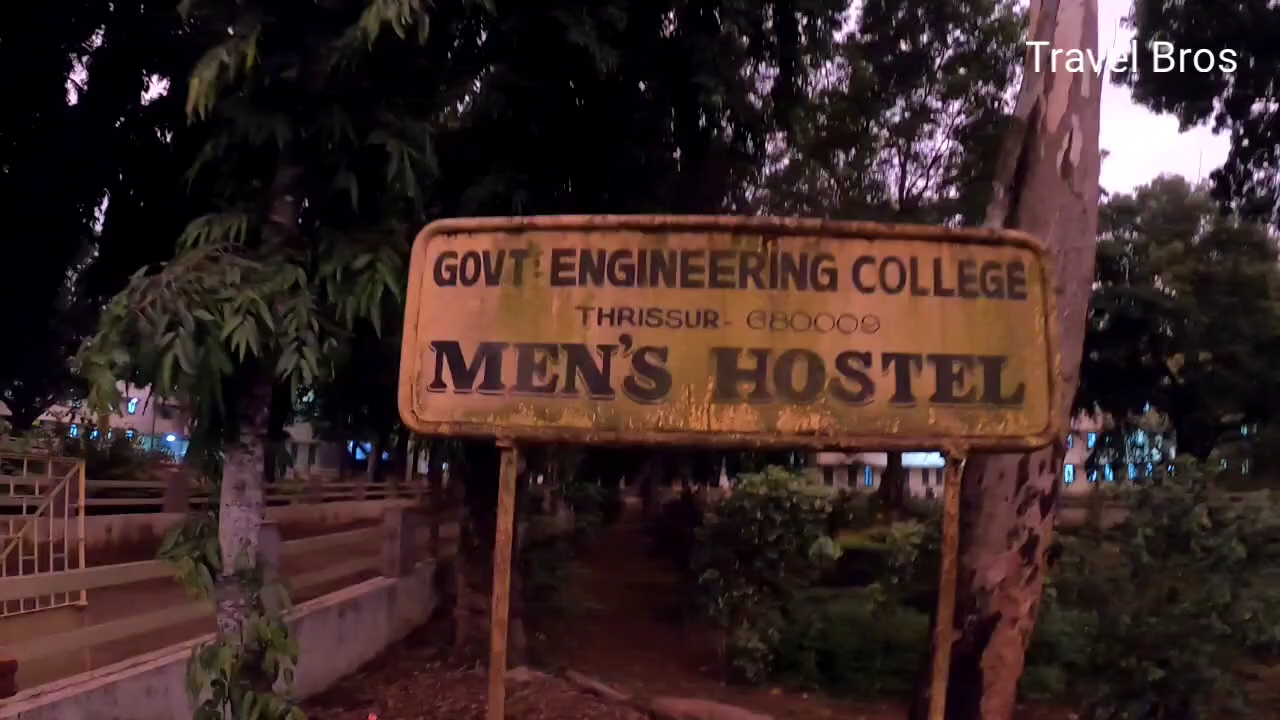 Travel Bros
GOVT ENGINEERING COLLEGE
THRISSUR- 680009
MEN'S HOSTEL